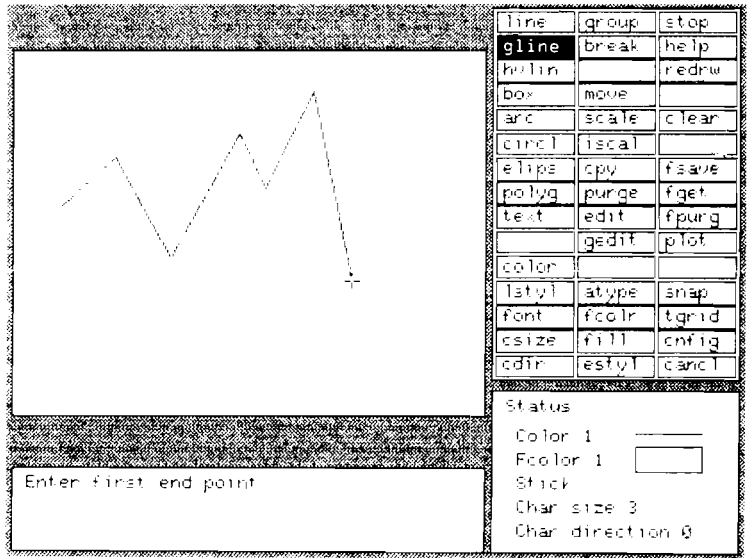 line group stop
gline break help
hvlin redrw
box move
arc scale clear
circl iscal
elips cpy fsave
polyg purge fget
text edit fpurg
gedit plot
color
lstyl atype snap
font fcolr tgrid
csize fill cnfig
cdir estyl cancl
Status
Color 1
Fcolor 1
Stick
Char size 3
Char direction 0
Enter first end point